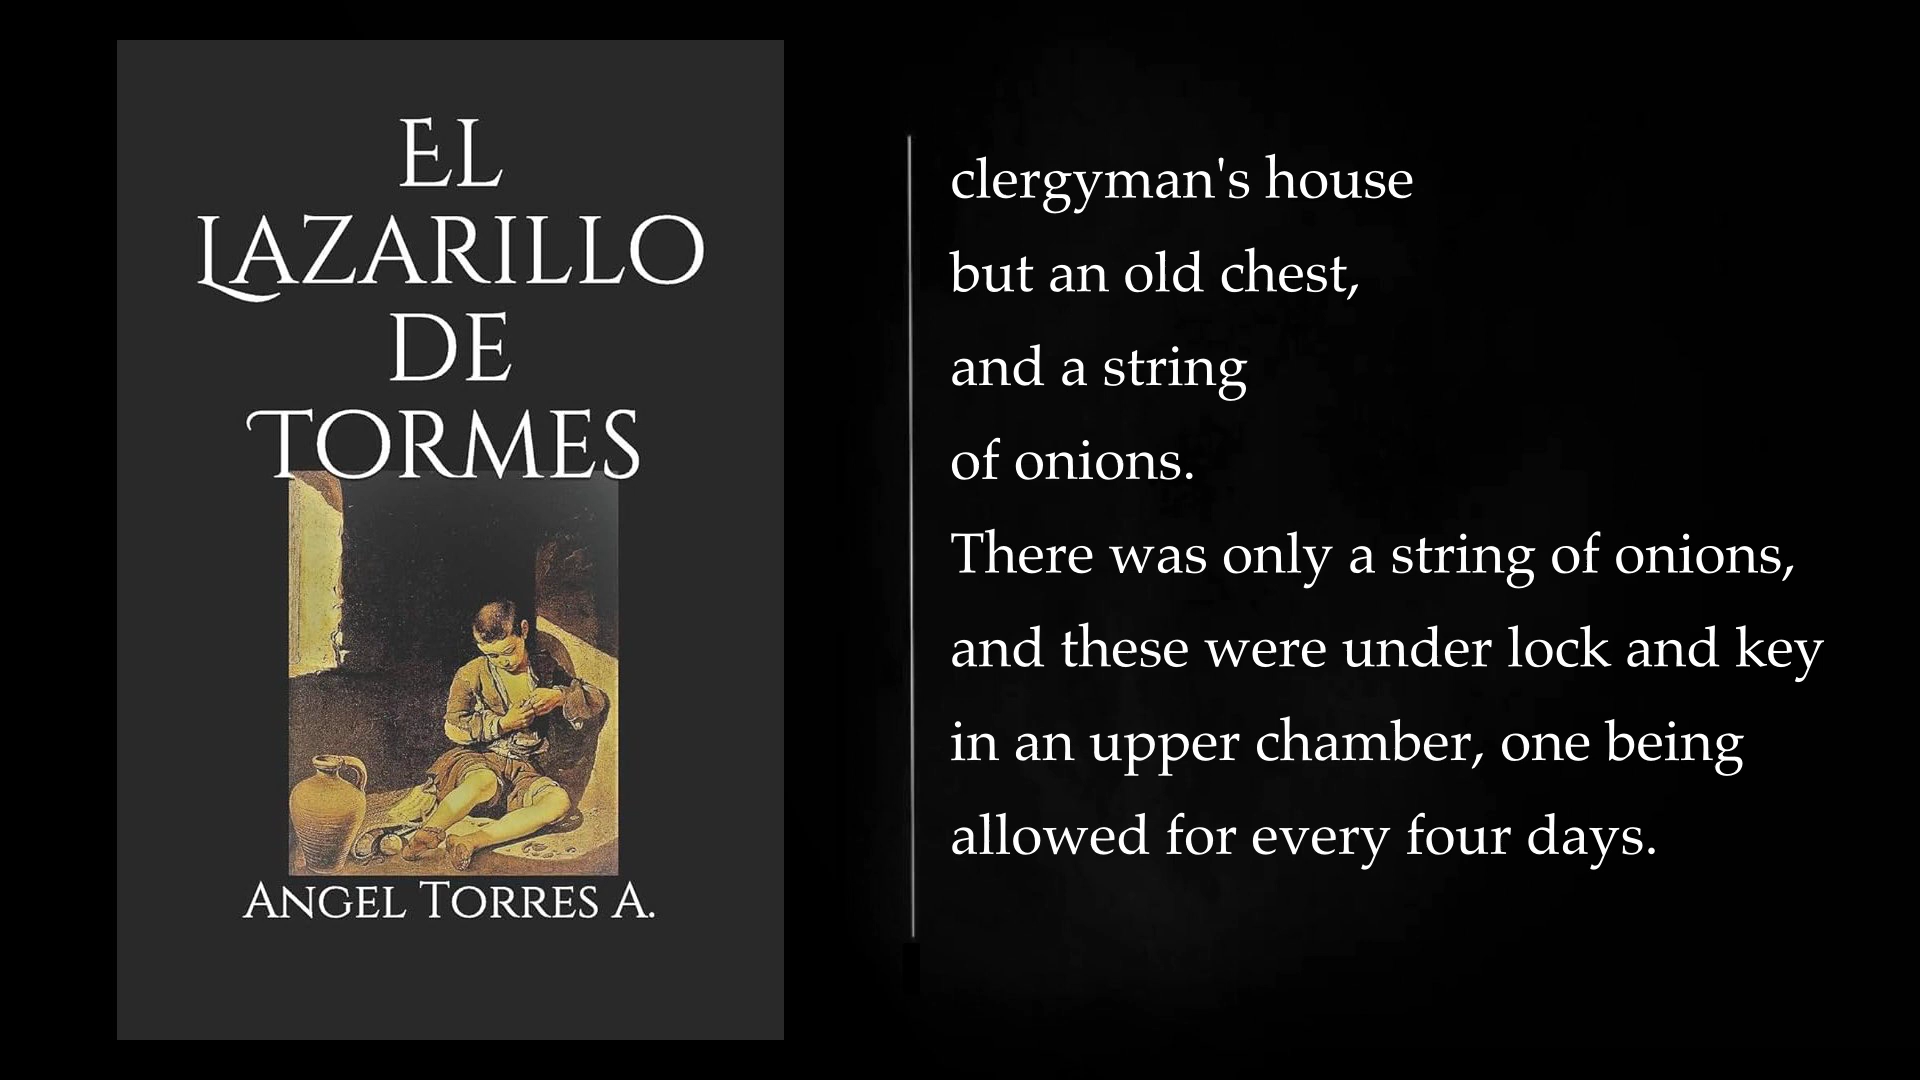 EL
LAZARILLO
DE
TORMES
ANGEL TORRES A.
clergyman's house
but an old chest,
and a string
of onions.
There was only a string of onions,
and these were under lock and key
in an upper chamber, one being
allowed for every four days.